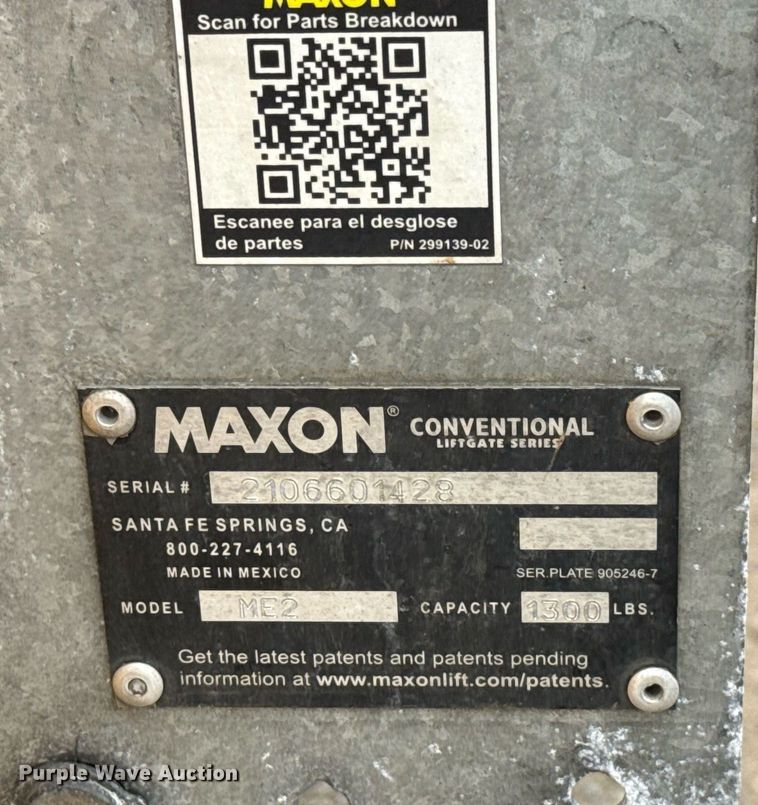 MAXON
Scan for Parts Breakdown
Escanee para el desglose
de partes P/N 299139-02
MAXON® CONVENTIONAL
LIFTGATE SERIES
SERIAL # 2106601428
SANTA FE SPRINGS, CA
800-227-4116
MADE IN MEXICO SER.PLATE 905246-7
MODEL ME2 CAPACITY 1300 LBS.
Get the latest patents and patents pending
information at www.maxonlift.com/patents.
Purple Wave Auction